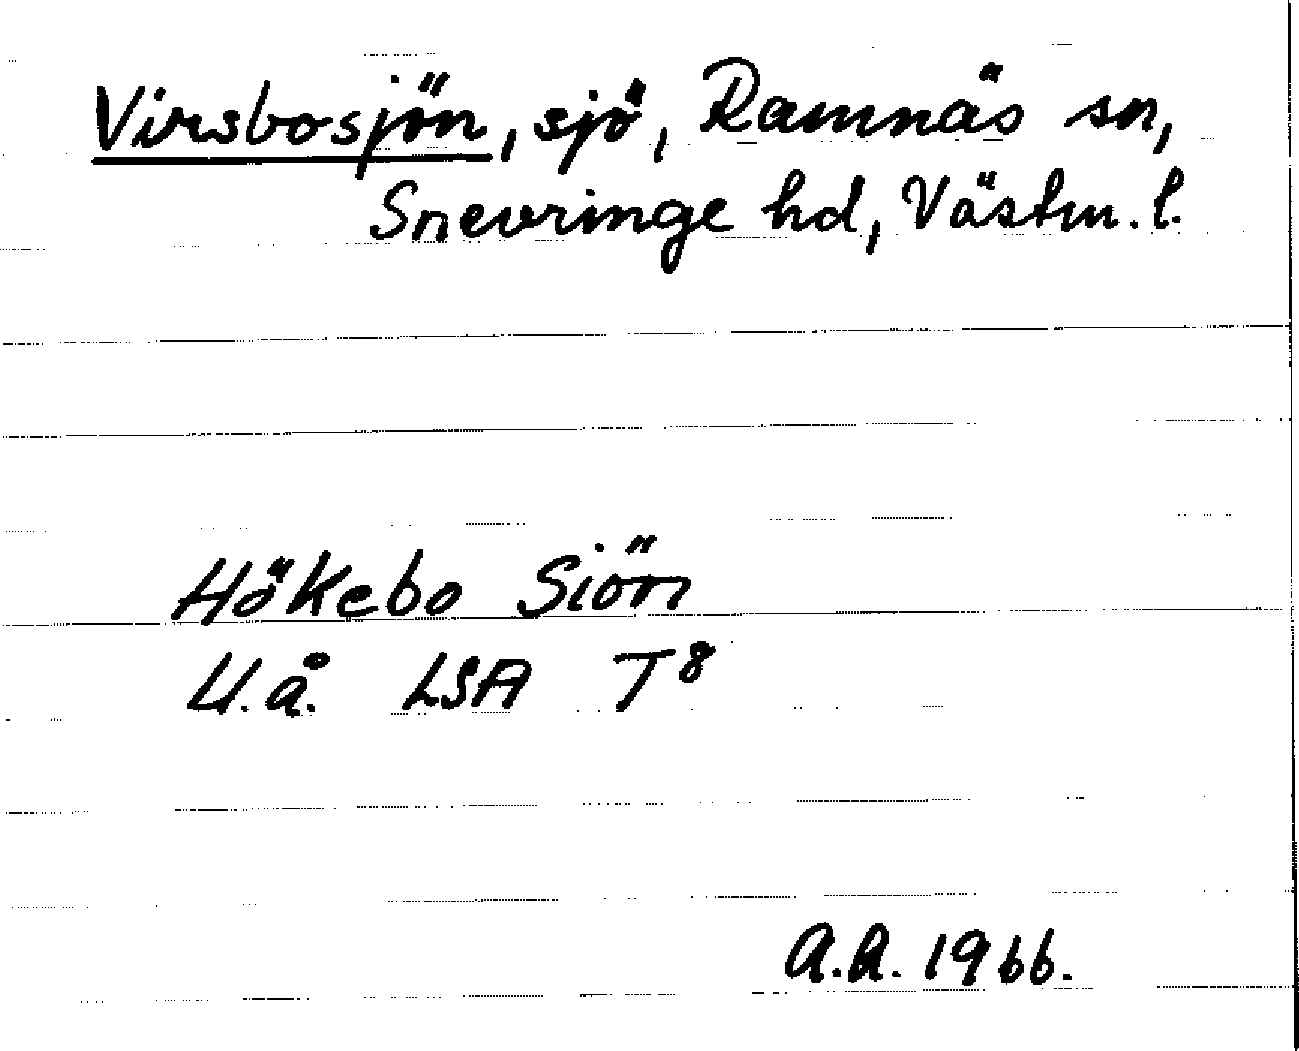 Virsbosjön, sjö, Ramnäs sn,
Snevringe hd, Västm. l.
Hökebo Siön
U.å. LSA T8
A.A. 1966.